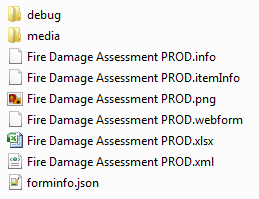 debug
media
Fire Damage Assessment PROD.info
Fire Damage Assessment PROD.itemInfo
Fire Damage Assessment PROD.png
Fire Damage Assessment PROD.webform
Fire Damage Assessment PROD.xlsx
Fire Damage Assessment PROD.xml
forminfo.json